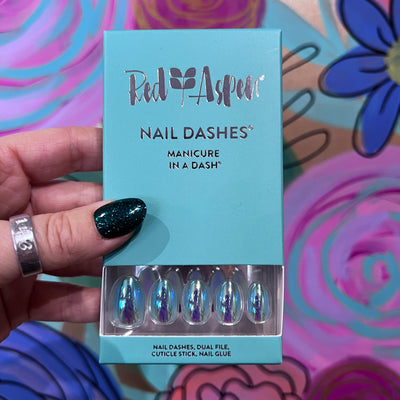 Red Aspen
NAIL DASHES®
MANICURE
IN A DASH®
NAIL DASHES, DUAL FILE,
CUTICLE STICK, NAIL GLUE